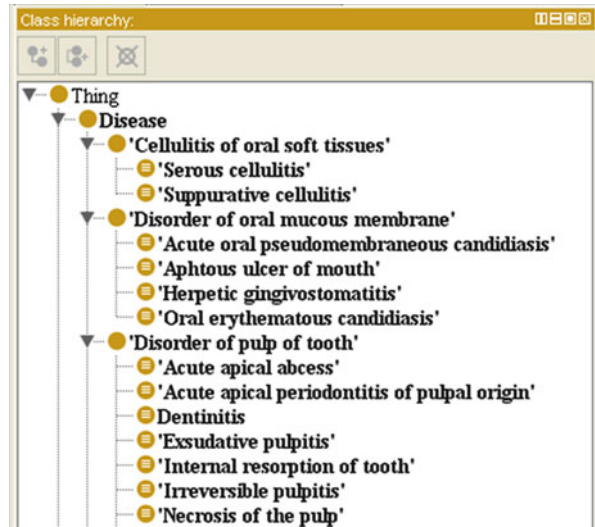 Class hierarchy:
Thing
Disease
'Cellulitis of oral soft tissues'
'Serous cellulitis'
'Suppurative cellulitis'
'Disorder of oral mucous membrane'
'Acute oral pseudomembraneous candidiasis'
'Aphtous ulcer of mouth'
'Herpetic gingivostomatitis'
'Oral erythematous candidiasis'
'Disorder of pulp of tooth'
'Acute apical abcess'
'Acute apical periodontitis of pulpal origin'
Dentinitis
'Exsudative pulpitis'
'Internal resorption of tooth'
'Irreversible pulpitis'
'Necrosis of the pulp'